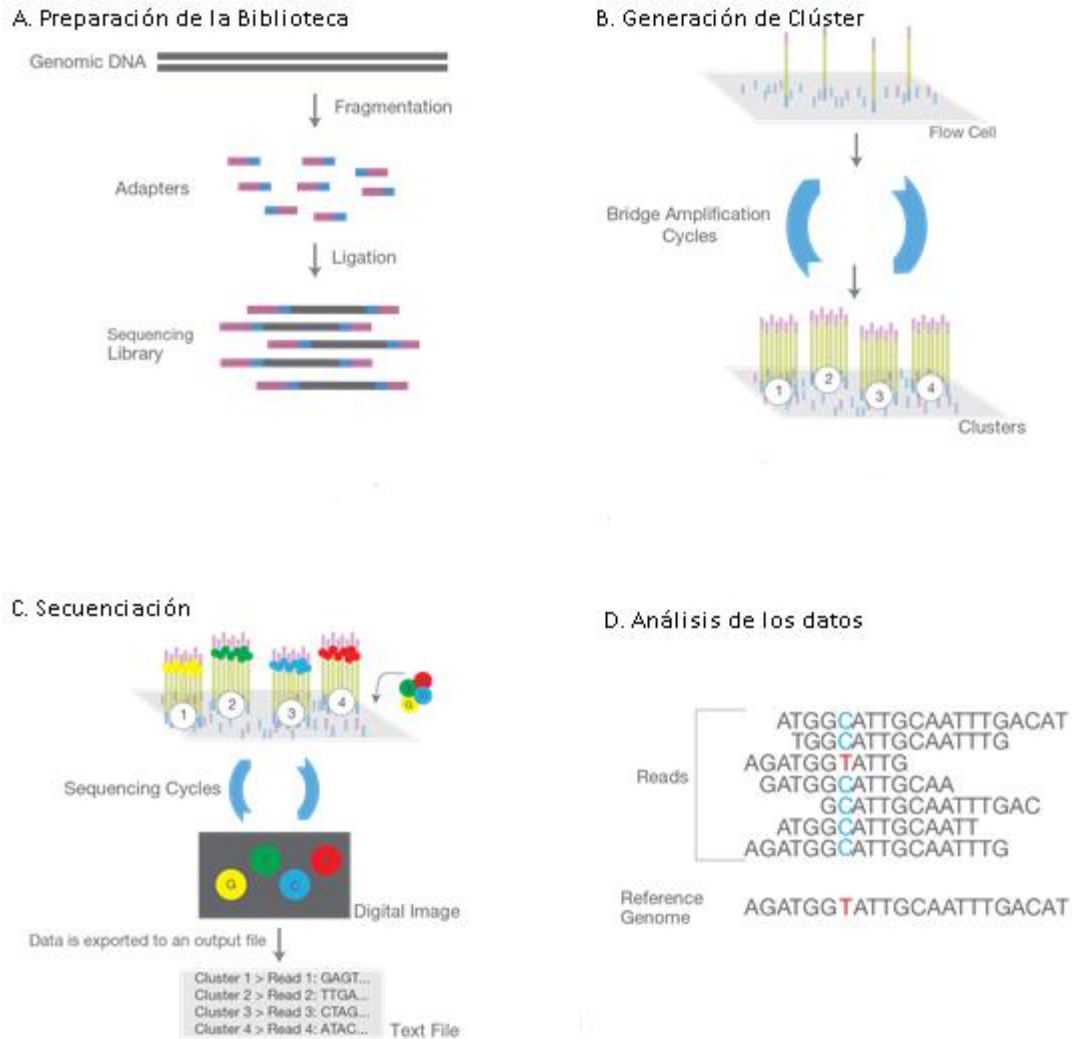 A. Preparación de la Biblioteca
Genomic DNA
Fragmentation
Adapters
Ligation
Sequencing
Library
B. Generación de Clúster
Flow Cell
Bridge Amplification
Cycles
1
2
3
4
Clusters
C. Secuenciación
1
2
3
4
G
Sequencing Cycles
G
C
Digital Image
Data is exported to an output file
Cluster 1 > Read 1: GAGT...
Cluster 2 > Read 2: TTGA...
Cluster 3 > Read 3: CTAG...
Cluster 4 > Read 4: ATAC...
Text File
D. Análisis de los datos
Reads
ATGGCATTGCAATTTGACAT
TGGCATTGCAATTTG
AGATGGTATTG
GATGGCATTGCAA
GCATTGCAATTTGAC
ATGGCATTGCAATT
AGATGGCATTGCAATTTG
Reference
Genome
AGATGGTATTGCAATTTGACAT